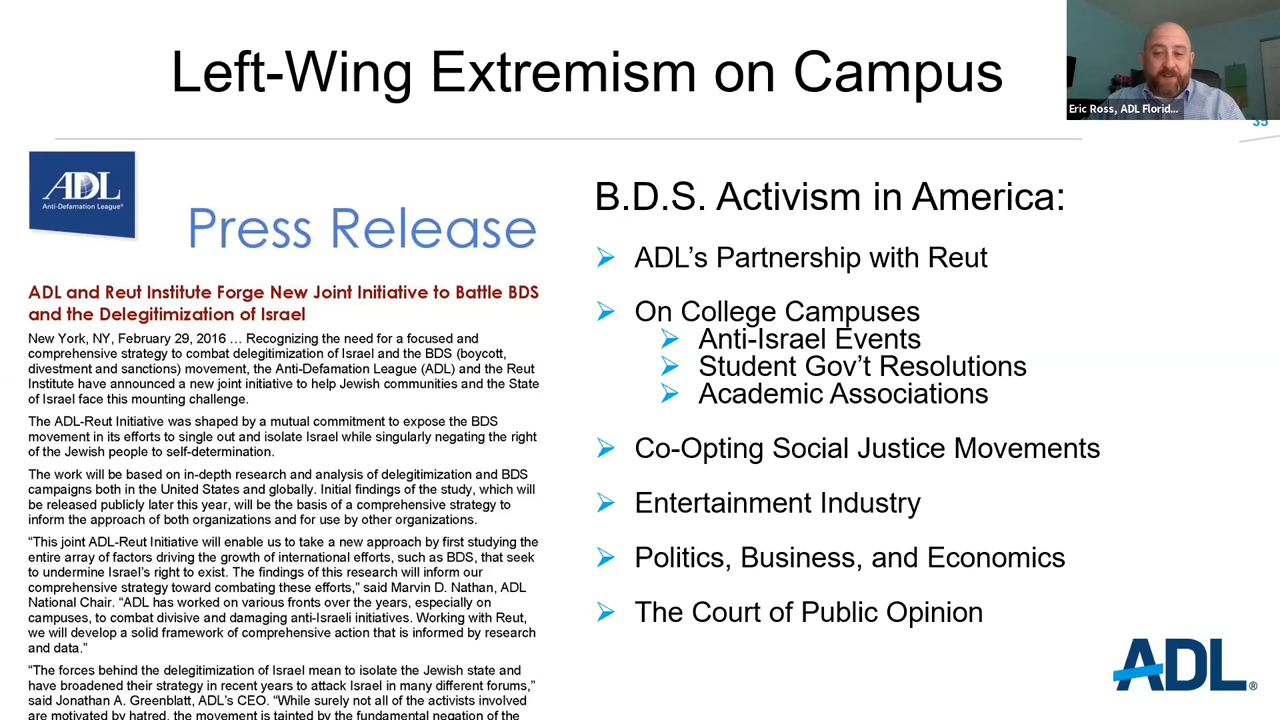 Left-Wing Extremism on Campus
Eric Ross, ADL Florid...
35
ADL
Anti-Defamation League®
Press Release
ADL and Reut Institute Forge New Joint Initiative to Battle BDS
and the Delegitimization of Israel
New York, NY, February 29, 2016 … Recognizing the need for a focused and
comprehensive strategy to combat delegitimization of Israel and the BDS (boycott,
divestment and sanctions) movement, the Anti-Defamation League (ADL) and the Reut
Institute have announced a new joint initiative to help Jewish communities and the State
of Israel face this mounting challenge.
The ADL-Reut Initiative was shaped by a mutual commitment to expose the BDS
movement in its efforts to single out and isolate Israel while singularly negating the right
of the Jewish people to self-determination.
The work will be based on in-depth research and analysis of delegitimization and BDS
campaigns both in the United States and globally. Initial findings of the study, which will
be released publicly later this year, will be the basis of a comprehensive strategy to
inform the approach of both organizations and for use by other organizations.
“This joint ADL-Reut Initiative will enable us to take a new approach by first studying the
entire array of factors driving the growth of international efforts, such as BDS, that seek
to undermine Israel’s right to exist. The findings of this research will inform our
comprehensive strategy toward combating these efforts,” said Marvin D. Nathan, ADL
National Chair. “ADL has worked on various fronts over the years, especially on
campuses, to combat divisive and damaging anti-Israeli initiatives. Working with Reut,
we will develop a solid framework of comprehensive action that is informed by research
and data.”
“The forces behind the delegitimization of Israel mean to isolate the Jewish state and
have broadened their strategy in recent years to attack Israel in many different forums,”
said Jonathan A. Greenblatt, ADL’s CEO. “While surely not all of the activists involved
are motivated by hatred, the movement is tainted by the fundamental negation of the
B.D.S. Activism in America:
ADL’s Partnership with Reut
On College Campuses
Anti-Israel Events
Student Gov’t Resolutions
Academic Associations
Co-Opting Social Justice Movements
Entertainment Industry
Politics, Business, and Economics
The Court of Public Opinion
ADL®